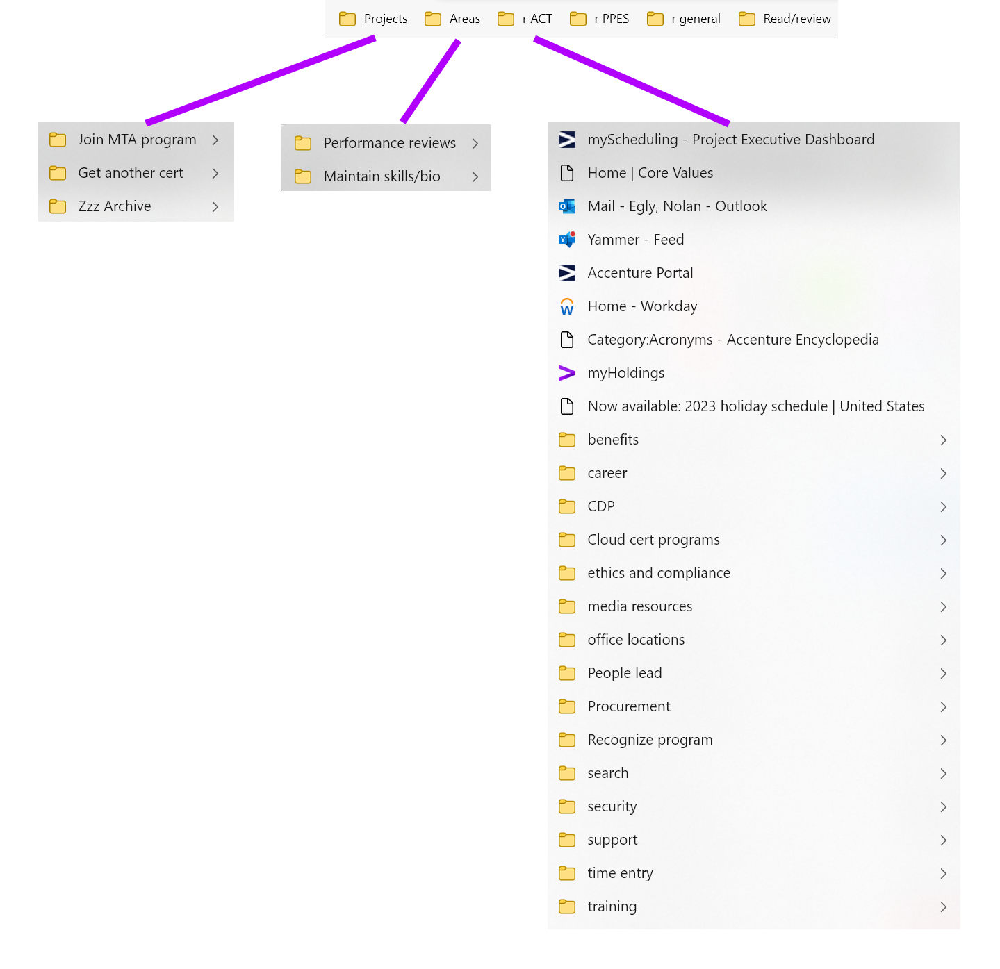 Projects Areas r ACT r PPES r general Read/review
Join MTA program
Get another cert
Zzz Archive
Performance reviews
Maintain skills/bio
myScheduling - Project Executive Dashboard
Home | Core Values
Mail - Egly, Nolan - Outlook
Yammer - Feed
Accenture Portal
Home - Workday
Category:Acronyms - Accenture Encyclopedia
myHoldings
Now available: 2023 holiday schedule | United States
benefits
career
CDP
Cloud cert programs
ethics and compliance
media resources
office locations
People lead
Procurement
Recognize program
search
security
support
time entry
training